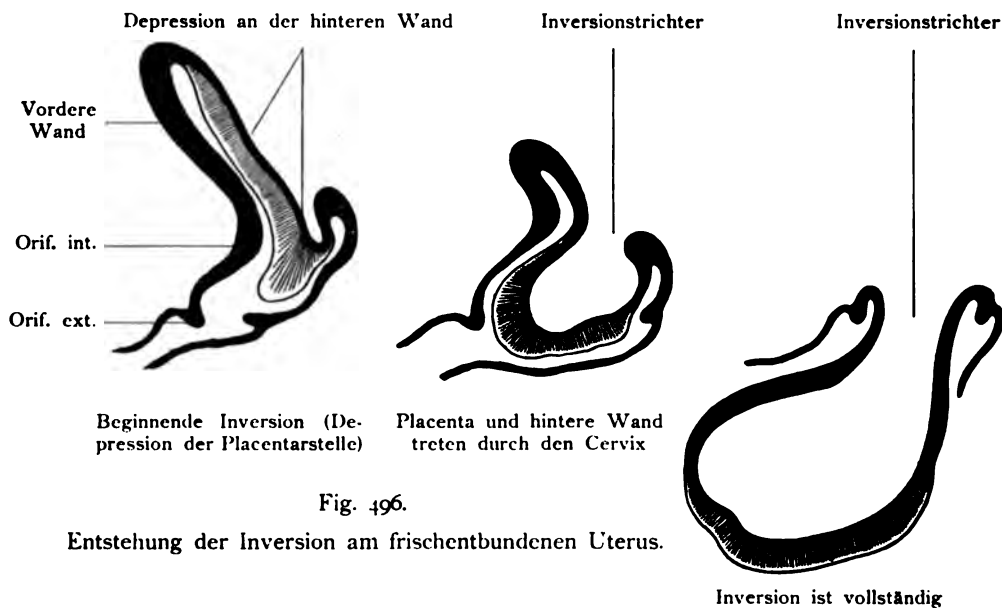 Depression an der hinteren Wand
Inversionstrichter
Inversionstrichter
Vordere
Wand
Orif. int.
Orif. ext.
Beginnende Inversion (De-
pression der Placentarstelle)
Placenta und hintere Wand
treten durch den Cervix
Fig. 496.
Entstehung der Inversion am frischentbundenen Uterus.
Inversion ist vollständig